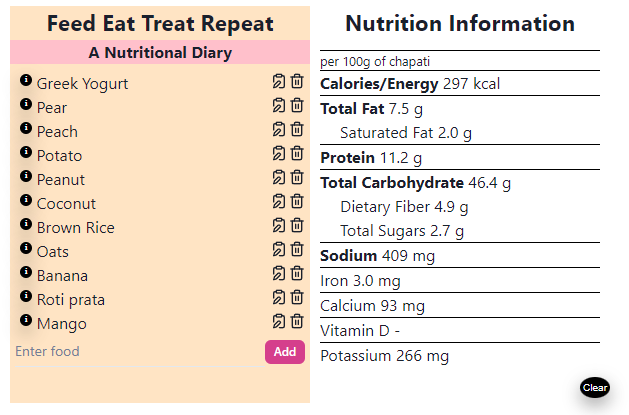 Feed Eat Treat Repeat
A Nutritional Diary
Greek Yogurt
Pear
Peach
Potato
Peanut
Coconut
Brown Rice
Oats
Banana
Roti prata
Mango
Enter food
Add
Nutrition Information
per 100g of chapati
Calories/Energy 297 kcal
Total Fat 7.5 g
Saturated Fat 2.0 g
Protein 11.2 g
Total Carbohydrate 46.4 g
Dietary Fiber 4.9 g
Total Sugars 2.7 g
Sodium 409 mg
Iron 3.0 mg
Calcium 93 mg
Vitamin D -
Potassium 266 mg
Clear